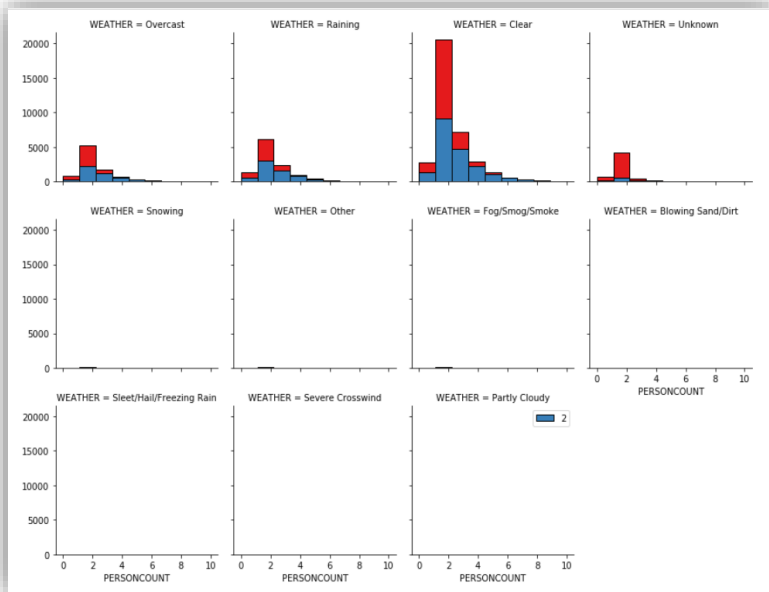 WEATHER = Overcast
WEATHER = Raining
WEATHER = Clear
WEATHER = Unknown
20000
15000
10000
5000
0
WEATHER = Snowing
WEATHER = Other
WEATHER = Fog/Smog/Smoke
WEATHER = Blowing Sand/Dirt
20000
15000
10000
5000
0
0 2 4 6 8 10
PERSONCOUNT
WEATHER = Sleet/Hail/Freezing Rain
WEATHER = Severe Crosswind
WEATHER = Partly Cloudy
2
20000
15000
10000
5000
0
0 2 4 6 8 10
PERSONCOUNT
0 2 4 6 8 10
PERSONCOUNT
0 2 4 6 8 10
PERSONCOUNT